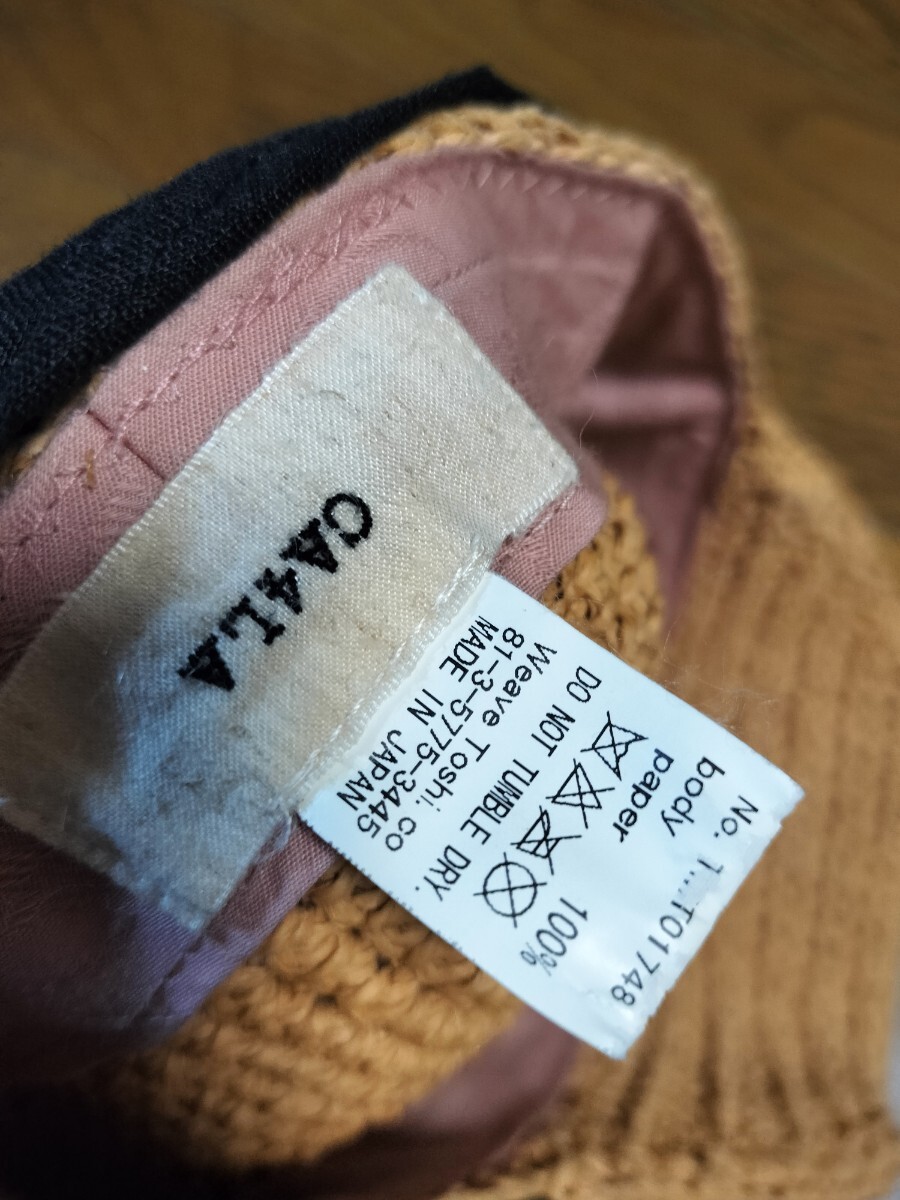 CA4LA
No. 1...T01748
body
paper 100%
DO NOT TUMBLE DRY.
Weave Toshi. co
81-3-5775-3445
MADE IN JAPAN